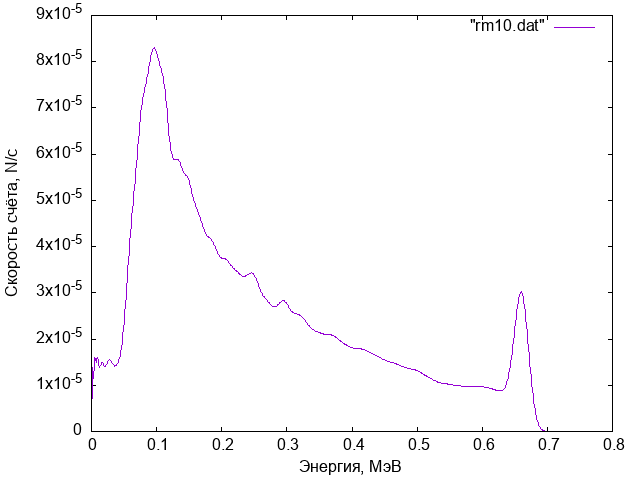 "rm10.dat"
9x10-5
8x10-5
7x10-5
6x10-5
5x10-5
4x10-5
3x10-5
2x10-5
1x10-5
0
Скорость счёта, N/c
0 0.1 0.2 0.3 0.4 0.5 0.6 0.7 0.8
Энергия, МэВ